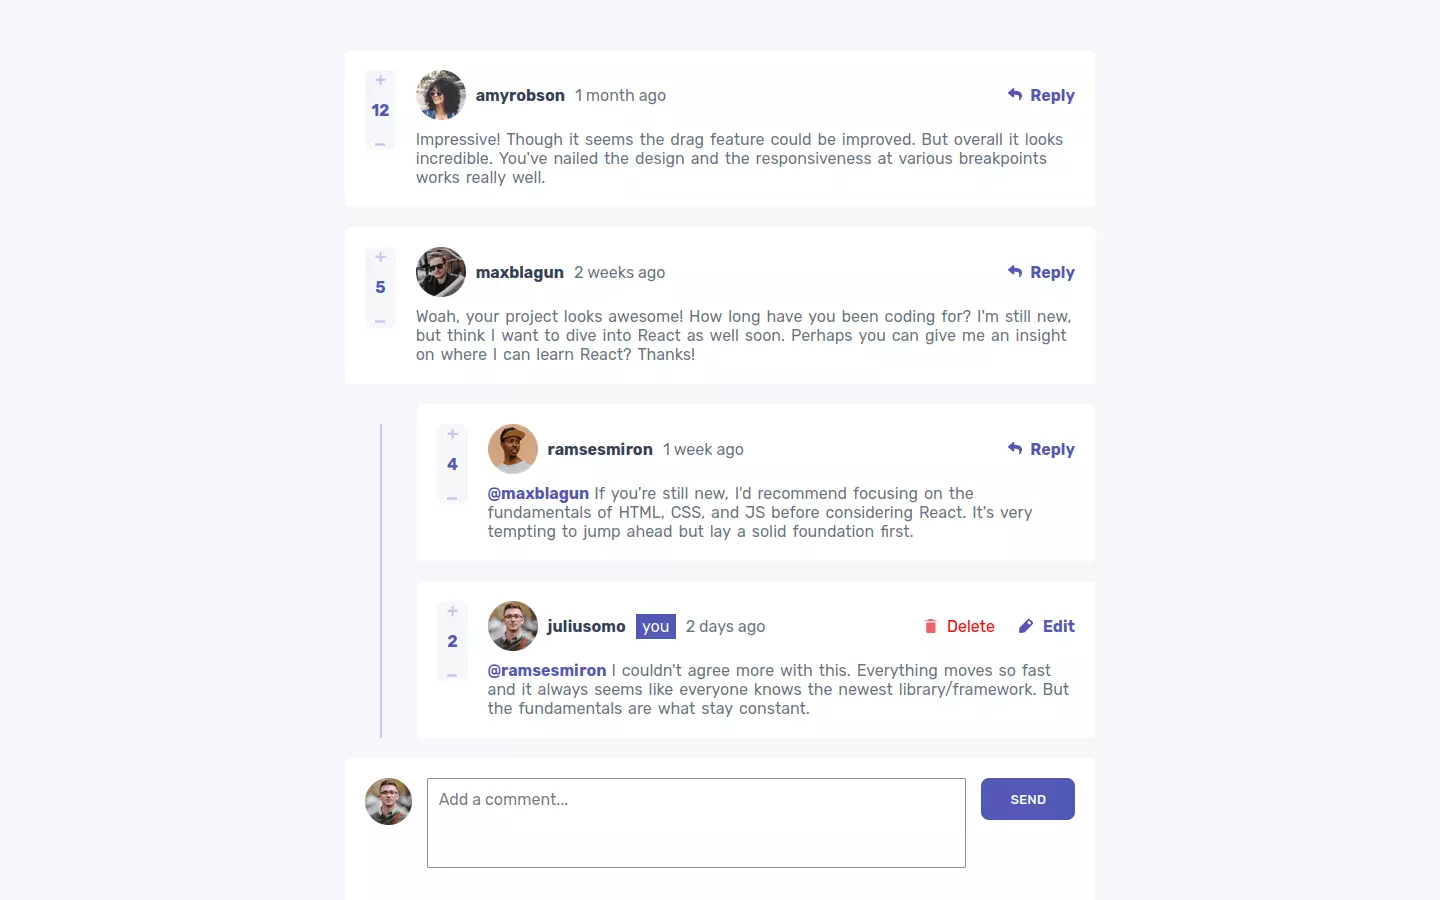 +
12
−
amyrobson 1 month ago
Reply
Impressive! Though it seems the drag feature could be improved. But overall it looks
incredible. You've nailed the design and the responsiveness at various breakpoints
works really well.
+
5
−
maxblagun 2 weeks ago
Reply
Woah, your project looks awesome! How long have you been coding for? I'm still new,
but think I want to dive into React as well soon. Perhaps you can give me an insight
on where I can learn React? Thanks!
+
4
−
ramsesmiron 1 week ago
Reply
@maxblagun If you're still new, I'd recommend focusing on the
fundamentals of HTML, CSS, and JS before considering React. It's very
tempting to jump ahead but lay a solid foundation first.
+
2
−
juliusomo you 2 days ago
Delete Edit
@ramsesmiron I couldn't agree more with this. Everything moves so fast
and it always seems like everyone knows the newest library/framework. But
the fundamentals are what stay constant.
Add a comment...
SEND